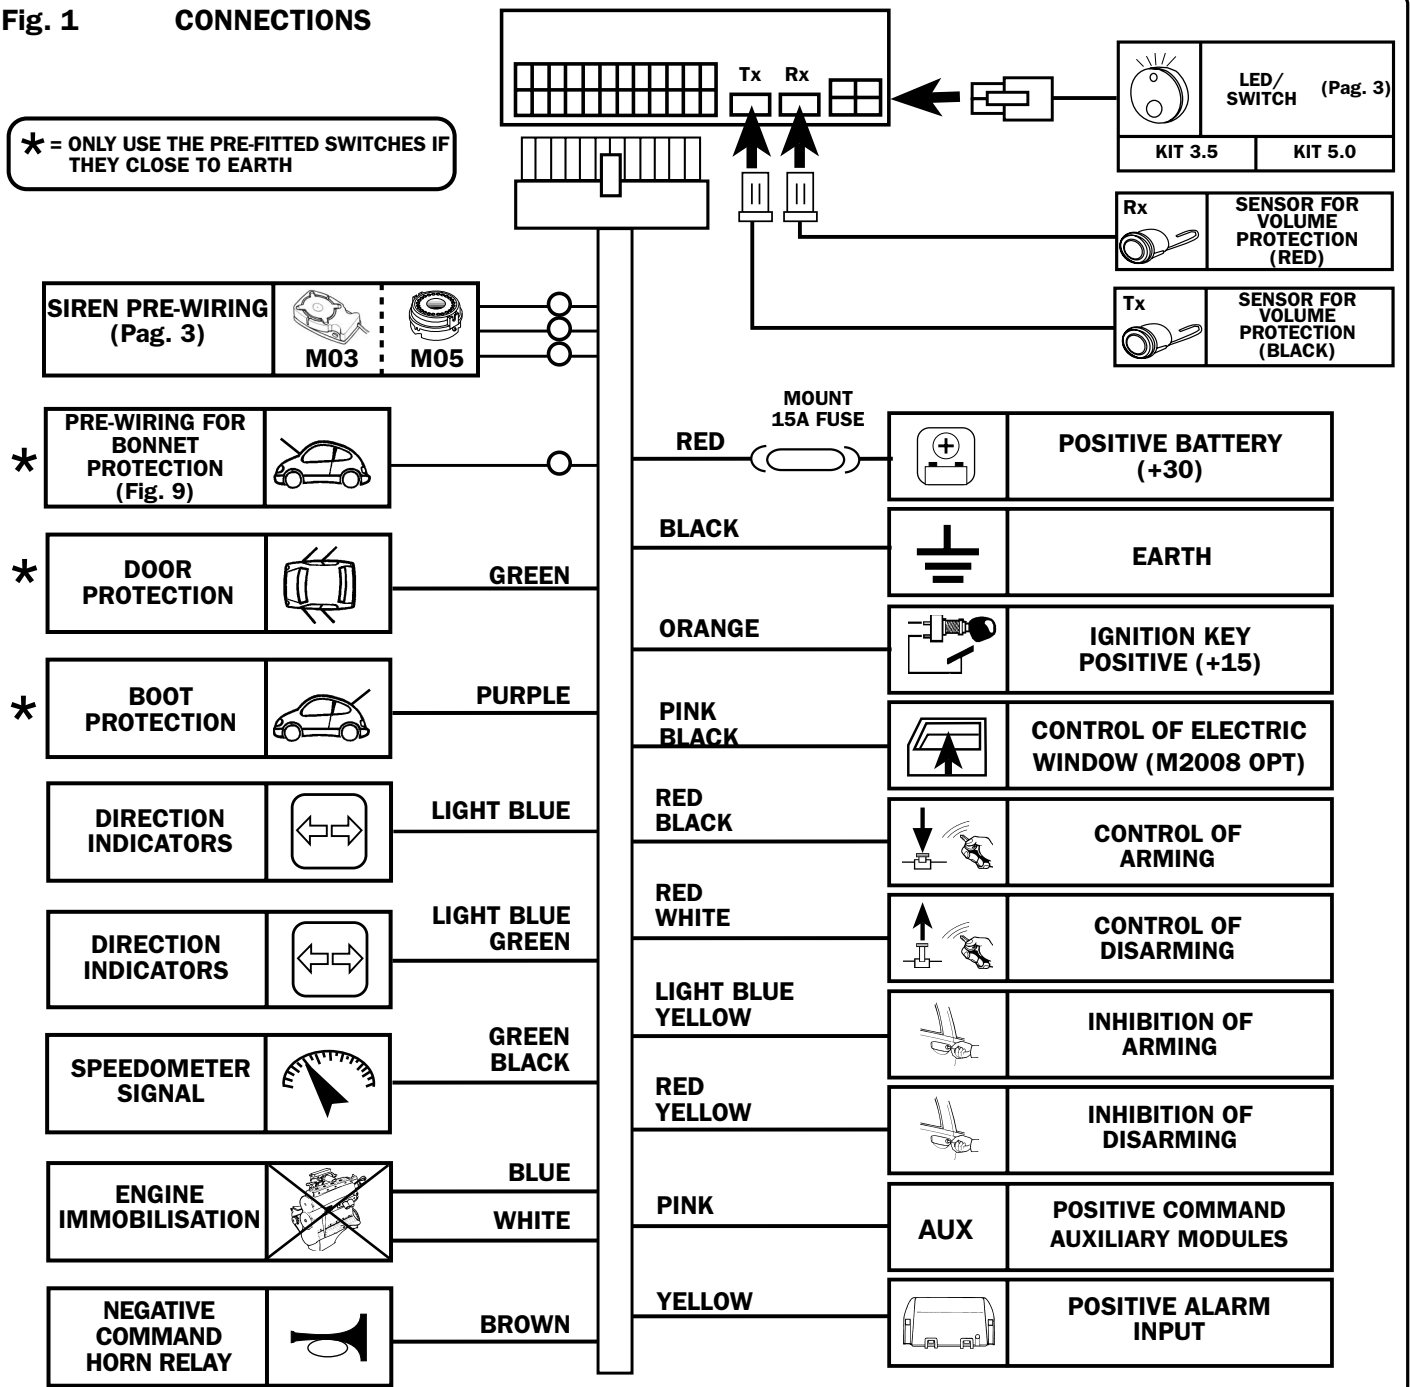 Fig. 1 CONNECTIONS
Tx Rx
LED/
SWITCH
(Pag. 3)
KIT 3.5 KIT 5.0
* = ONLY USE THE PRE-FITTED SWITCHES IF
THEY CLOSE TO EARTH
Rx
SENSOR FOR
VOLUME
PROTECTION
(RED)
Tx
SENSOR FOR
VOLUME
PROTECTION
(BLACK)
SIREN PRE-WIRING
(Pag. 3)
M03 M05
* PRE-WIRING FOR
BONNET
PROTECTION
(Fig. 9)
* DOOR
PROTECTION
GREEN
* BOOT
PROTECTION
PURPLE
DIRECTION
INDICATORS
LIGHT BLUE
DIRECTION
INDICATORS
LIGHT BLUE
GREEN
SPEEDOMETER
SIGNAL
GREEN
BLACK
ENGINE
IMMOBILISATION
BLUE
WHITE
NEGATIVE
COMMAND
HORN RELAY
BROWN
RED
MOUNT
15A FUSE
POSITIVE BATTERY
(+30)
BLACK
EARTH
ORANGE
IGNITION KEY
POSITIVE (+15)
PINK
BLACK
CONTROL OF ELECTRIC
WINDOW (M2008 OPT)
RED
BLACK
CONTROL OF
ARMING
RED
WHITE
CONTROL OF
DISARMING
LIGHT BLUE
YELLOW
INHIBITION OF
ARMING
RED
YELLOW
INHIBITION OF
DISARMING
PINK
AUX
POSITIVE COMMAND
AUXILIARY MODULES
YELLOW
POSITIVE ALARM
INPUT